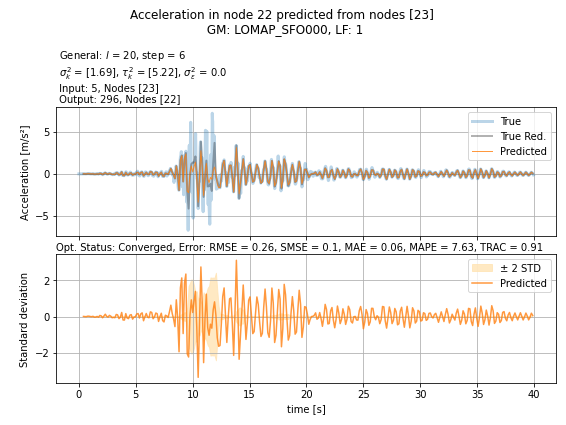 Acceleration in node 22 predicted from nodes [23]
GM: LOMAP_SFO000, LF: 1
General: l = 20, step = 6
σ²ₖ = [1.69], τ²ₖ = [5.22], σ²ε = 0.0
Input: 5, Nodes [23]
Output: 296, Nodes [22]
True
True Red.
Predicted
5
0
−5
Acceleration [m/s²]
Opt. Status: Converged, Error: RMSE = 0.26, SMSE = 0.1, MAE = 0.06, MAPE = 7.63, TRAC = 0.91
± 2 STD
Predicted
2
0
−2
Standard deviation
0 5 10 15 20 25 30 35 40
time [s]